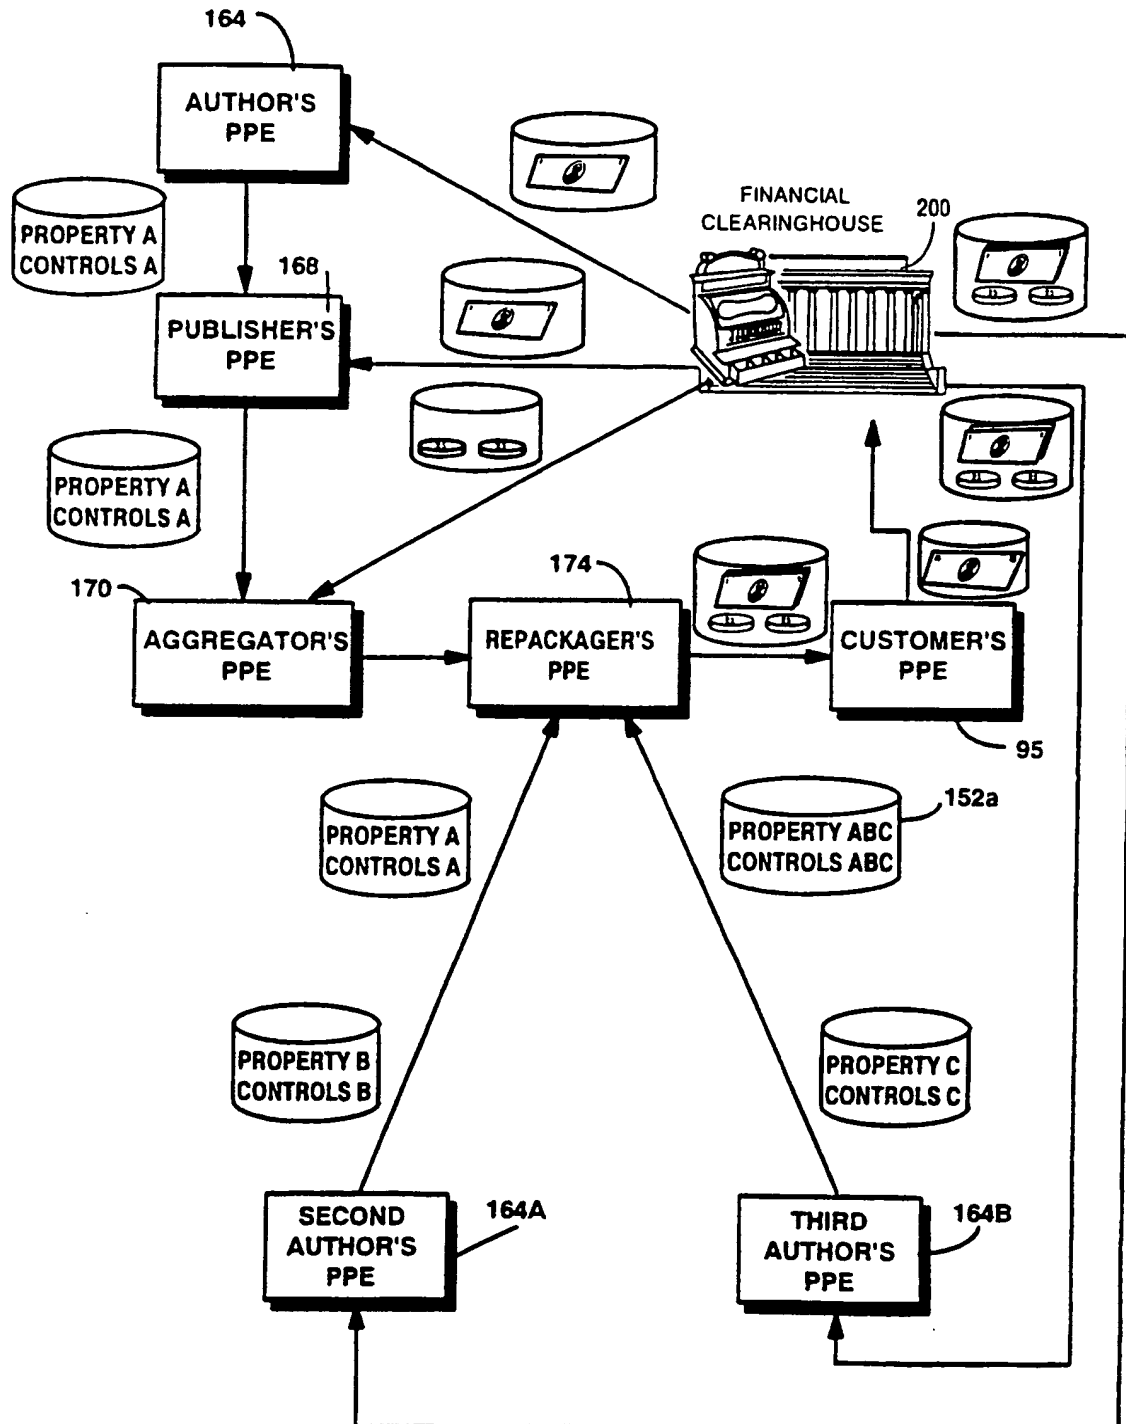 164
AUTHOR'S
PPE
FINANCIAL
CLEARINGHOUSE
200
PROPERTY A
CONTROLS A
168
PUBLISHER'S
PPE
PROPERTY A
CONTROLS A
170
AGGREGATOR'S
PPE
174
REPACKAGER'S
PPE
CUSTOMER'S
PPE
95
PROPERTY A
CONTROLS A
PROPERTY ABC
CONTROLS ABC
152a
PROPERTY B
CONTROLS B
PROPERTY C
CONTROLS C
SECOND
AUTHOR'S
PPE
164A
THIRD
AUTHOR'S
PPE
164B